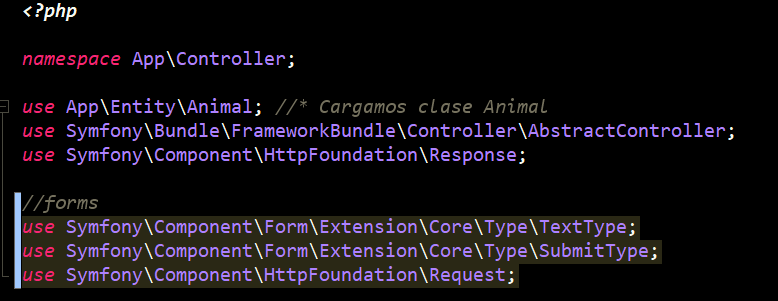 <?php
namespace App\Controller;
use App\Entity\Animal; //* Cargamos clase Animal
use Symfony\Bundle\FrameworkBundle\Controller\AbstractController;
use Symfony\Component\HttpFoundation\Response;
//forms
use Symfony\Component\Form\Extension\Core\Type\TextType;
use Symfony\Component\Form\Extension\Core\Type\SubmitType;
use Symfony\Component\HttpFoundation\Request;